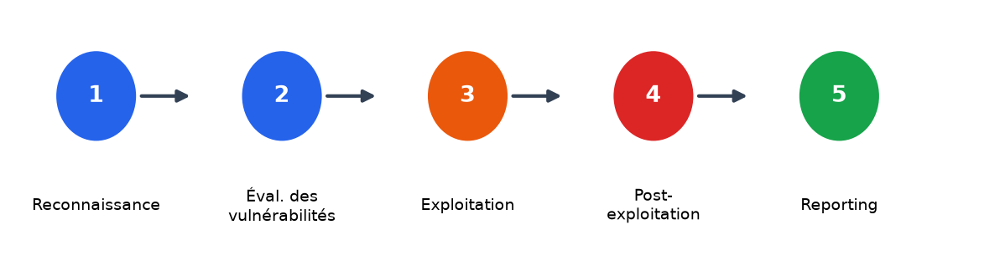 1
2
3
4
5
Reconnaissance
Éval. des
vulnérabilités
Exploitation
Post-
exploitation
Reporting